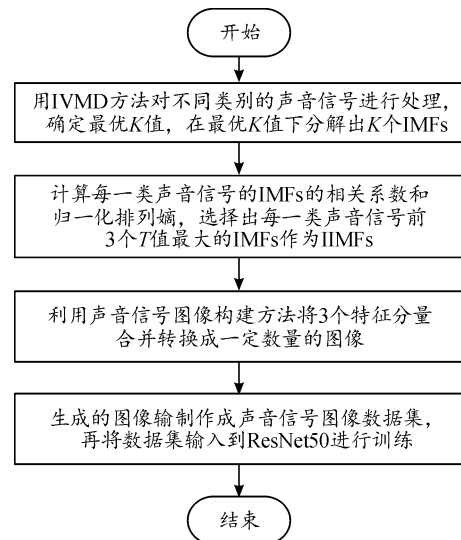 开始
用IVMD方法对不同类别的声音信号进行处理，
确定最优K值，在最优K值下分解出K个IMFs
计算每一类声音信号的IMFs的相关系数和
归一化排列熵，选择出每一类声音信号前
3个T值最大的IMFs作为IIMFs
利用声音信号图像构建方法将3个特征分量
合并转换成一定数量的图像
生成的图像输制作成声音信号图像数据集，
再将数据集输入到ResNet50进行训练
结束